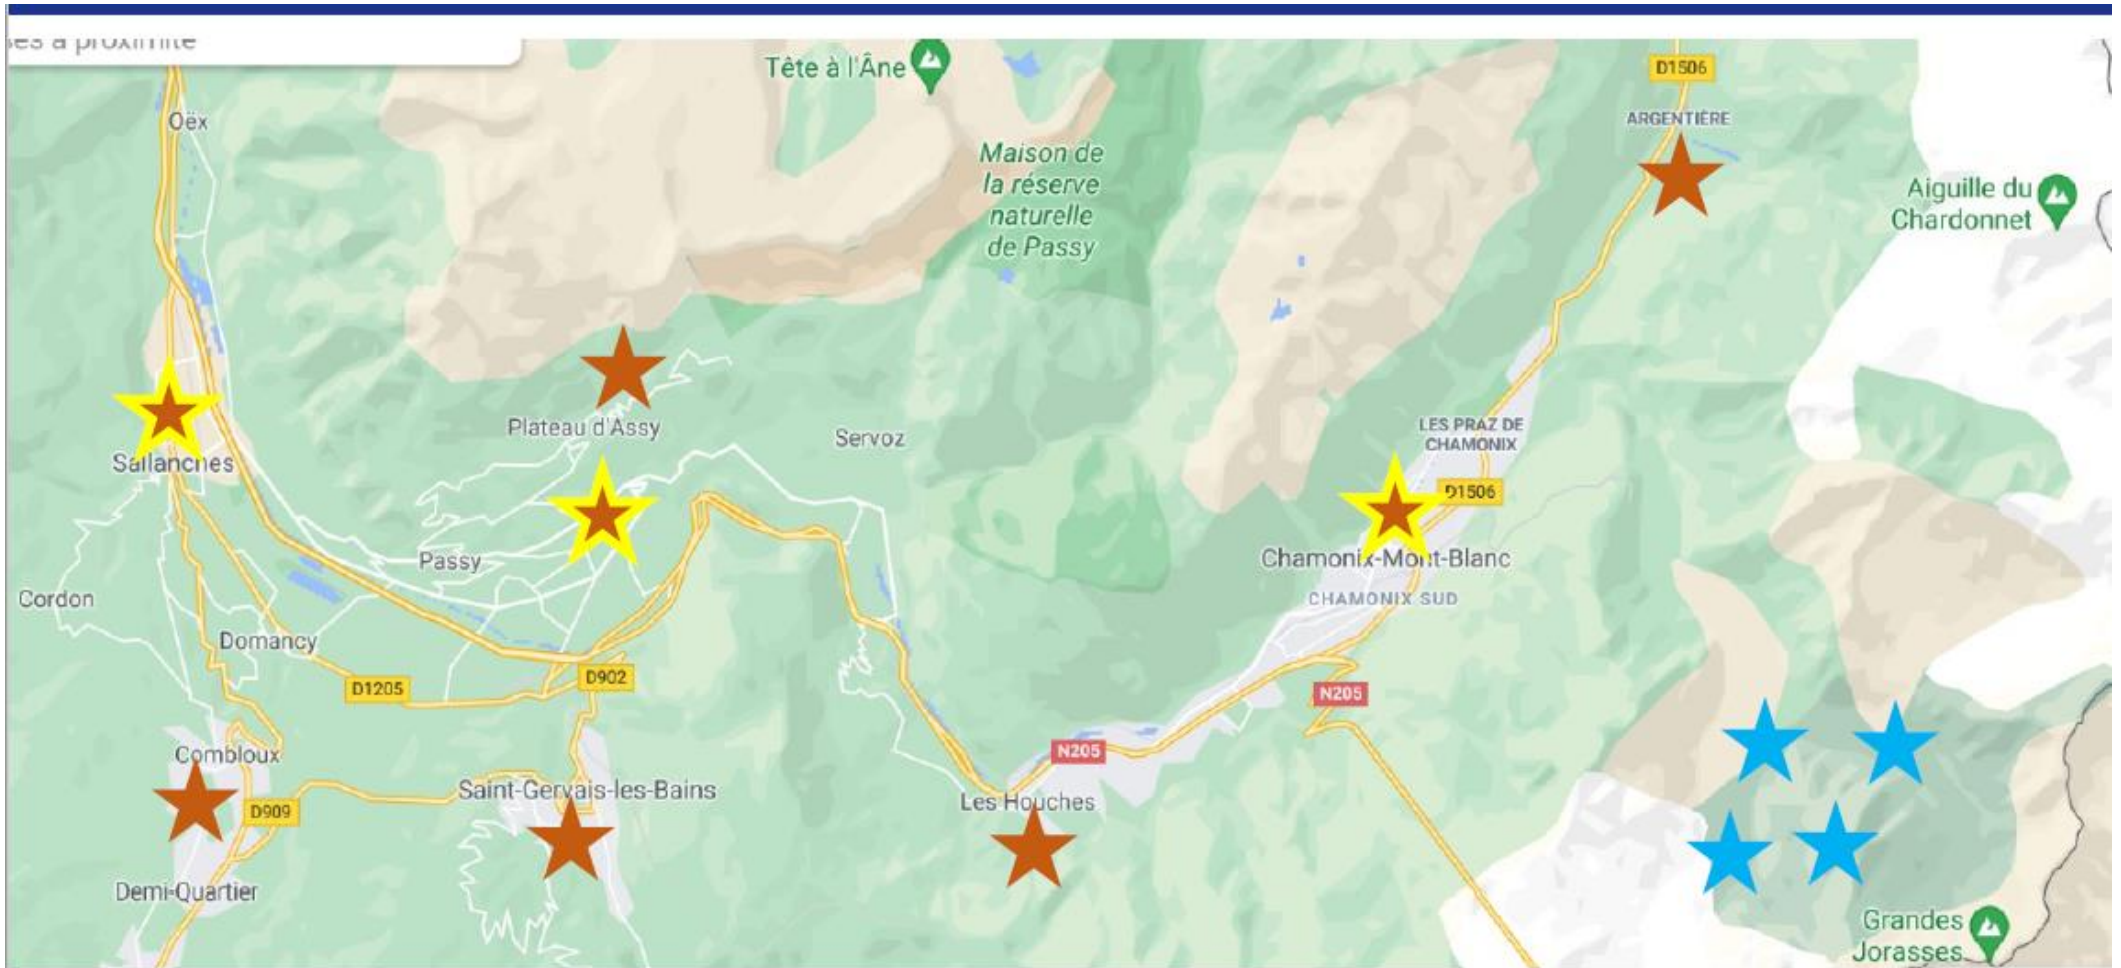 ses à proximité
Tête à l'Âne
D1506
Oëx
ARGENTIÈRE
Maison de
la réserve
naturelle
de Passy
Aiguille du
Chardonnet
Plateau d'Assy
Servoz
LES PRAZ DE
CHAMONIX
Sallanches
D1506
Passy
Chamonix-Mont-Blanc
Cordon
CHAMONIX SUD
Domancy
D902
D1205
N205
N205
Combloux
Saint-Gervais-les-Bains
Les Houches
D909
Demi-Quartier
Grandes
Jorasses